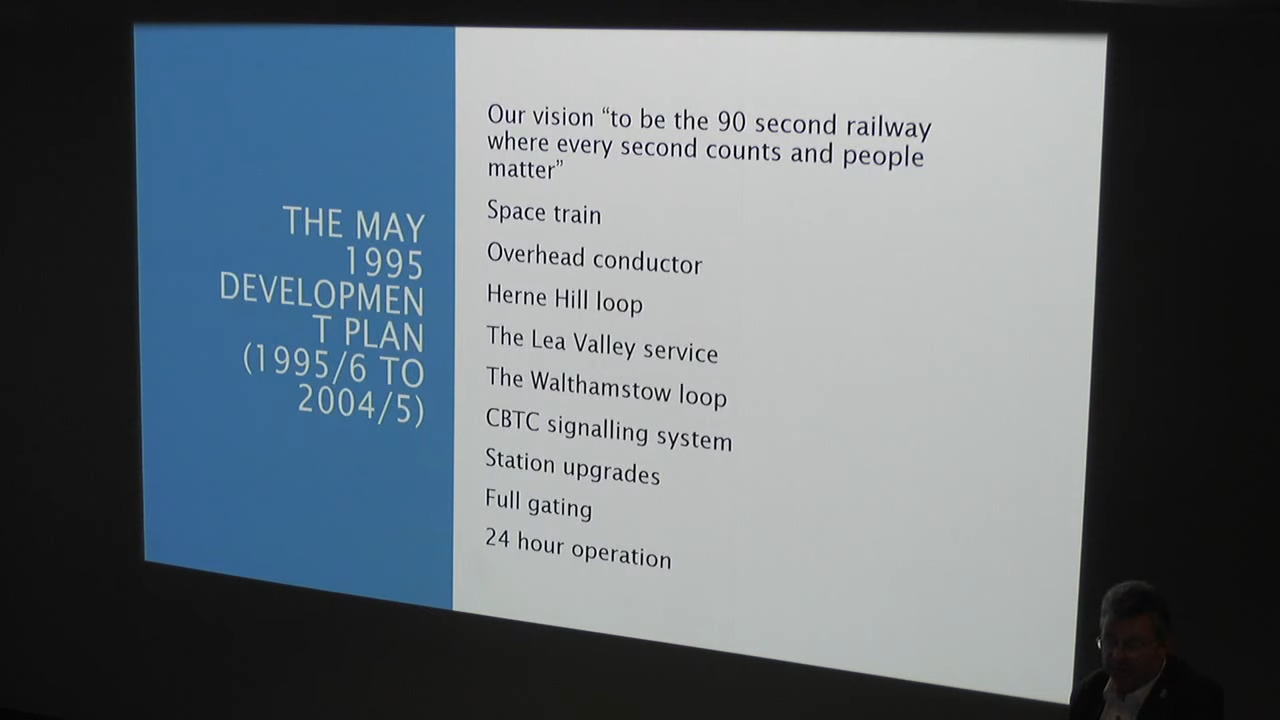 THE MAY
1995
DEVELOPMEN
T PLAN
(1995/6 TO
2004/5)
Our vision “to be the 90 second railway
where every second counts and people
matter”
Space train
Overhead conductor
Herne Hill loop
The Lea Valley service
The Walthamstow loop
CBTC signalling system
Station upgrades
Full gating
24 hour operation